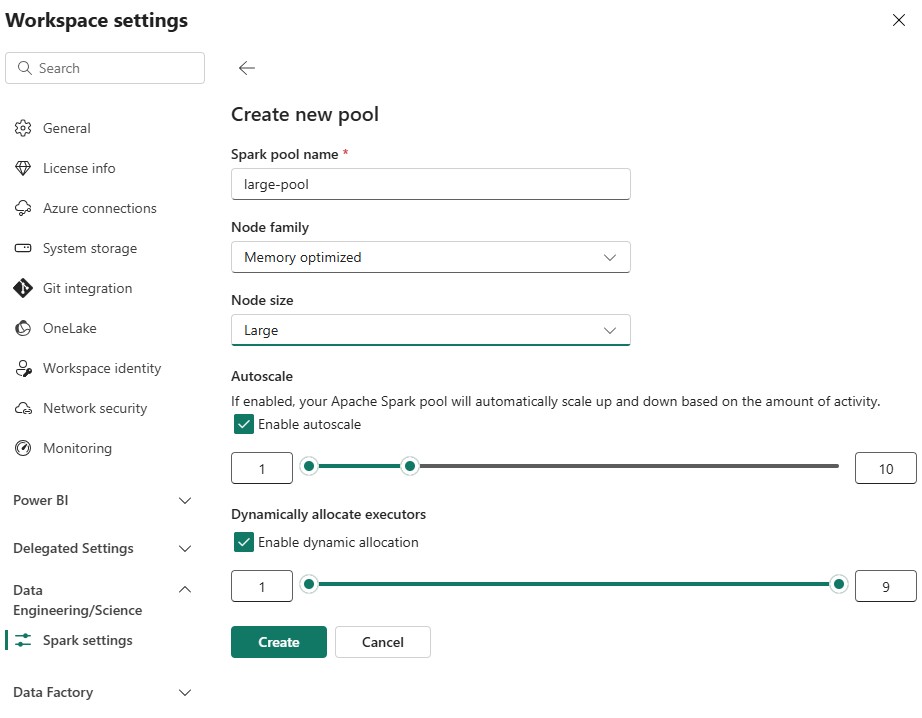 Workspace settings
Search
General
License info
Azure connections
System storage
Git integration
OneLake
Workspace identity
Network security
Monitoring
Power BI
Delegated Settings
Data
Engineering/Science
Spark settings
Data Factory
Create new pool
Spark pool name *
large-pool
Node family
Memory optimized
Node size
Large
Autoscale
If enabled, your Apache Spark pool will automatically scale up and down based on the amount of activity.
Enable autoscale
1 10
Dynamically allocate executors
Enable dynamic allocation
1 9
Create Cancel